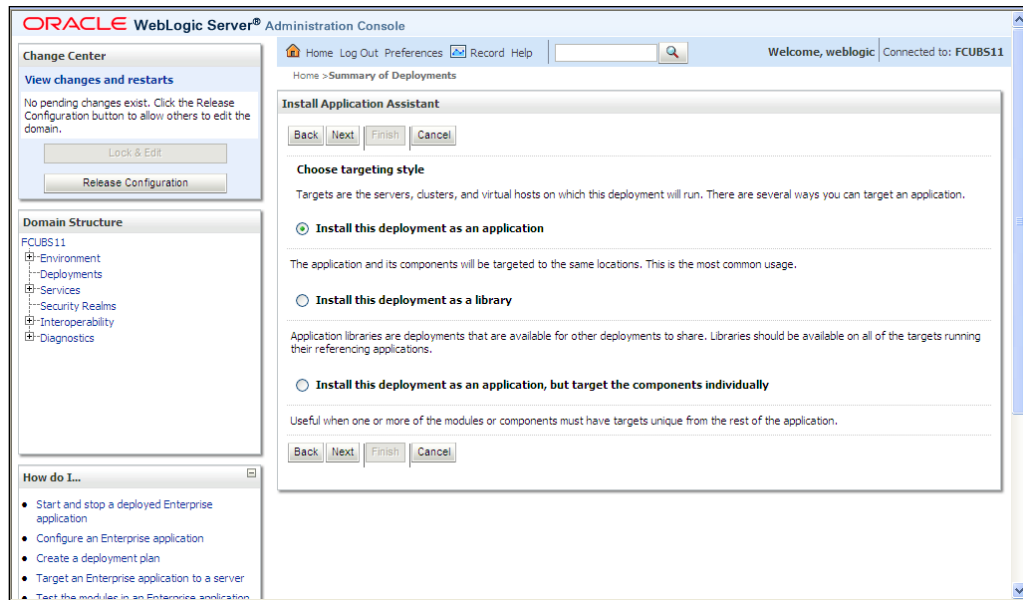 ORACLE WebLogic Server® Administration Console
Change Center
View changes and restarts
No pending changes exist. Click the Release
Configuration button to allow others to edit the
domain.
Lock & Edit
Release Configuration
Domain Structure
FCUBS11
Environment
Deployments
Services
Security Realms
Interoperability
Diagnostics
How do I...
Start and stop a deployed Enterprise
application
Configure an Enterprise application
Create a deployment plan
Target an Enterprise application to a server
Test the modules in an Enterprise application
Home Log Out Preferences Record Help
Welcome, weblogic Connected to: FCUBS11
Home >Summary of Deployments
Install Application Assistant
Back Next Finish Cancel
Choose targeting style
Targets are the servers, clusters, and virtual hosts on which this deployment will run. There are several ways you can target an application.
Install this deployment as an application
The application and its components will be targeted to the same locations. This is the most common usage.
Install this deployment as a library
Application libraries are deployments that are available for other deployments to share. Libraries should be available on all of the targets running
their referencing applications.
Install this deployment as an application, but target the components individually
Useful when one or more of the modules or components must have targets unique from the rest of the application.
Back Next Finish Cancel